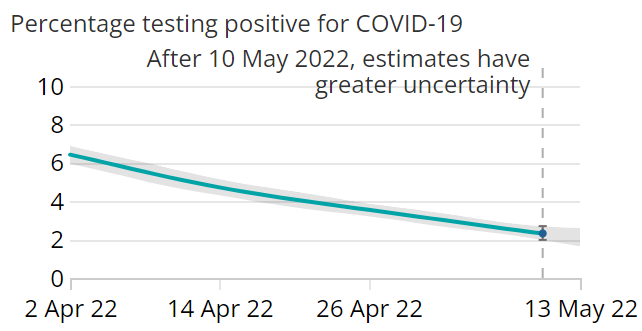 Percentage testing positive for COVID-19
After 10 May 2022, estimates have
greater uncertainty
10
8
6
4
2
0
2 Apr 22 14 Apr 22 26 Apr 22 13 May 22